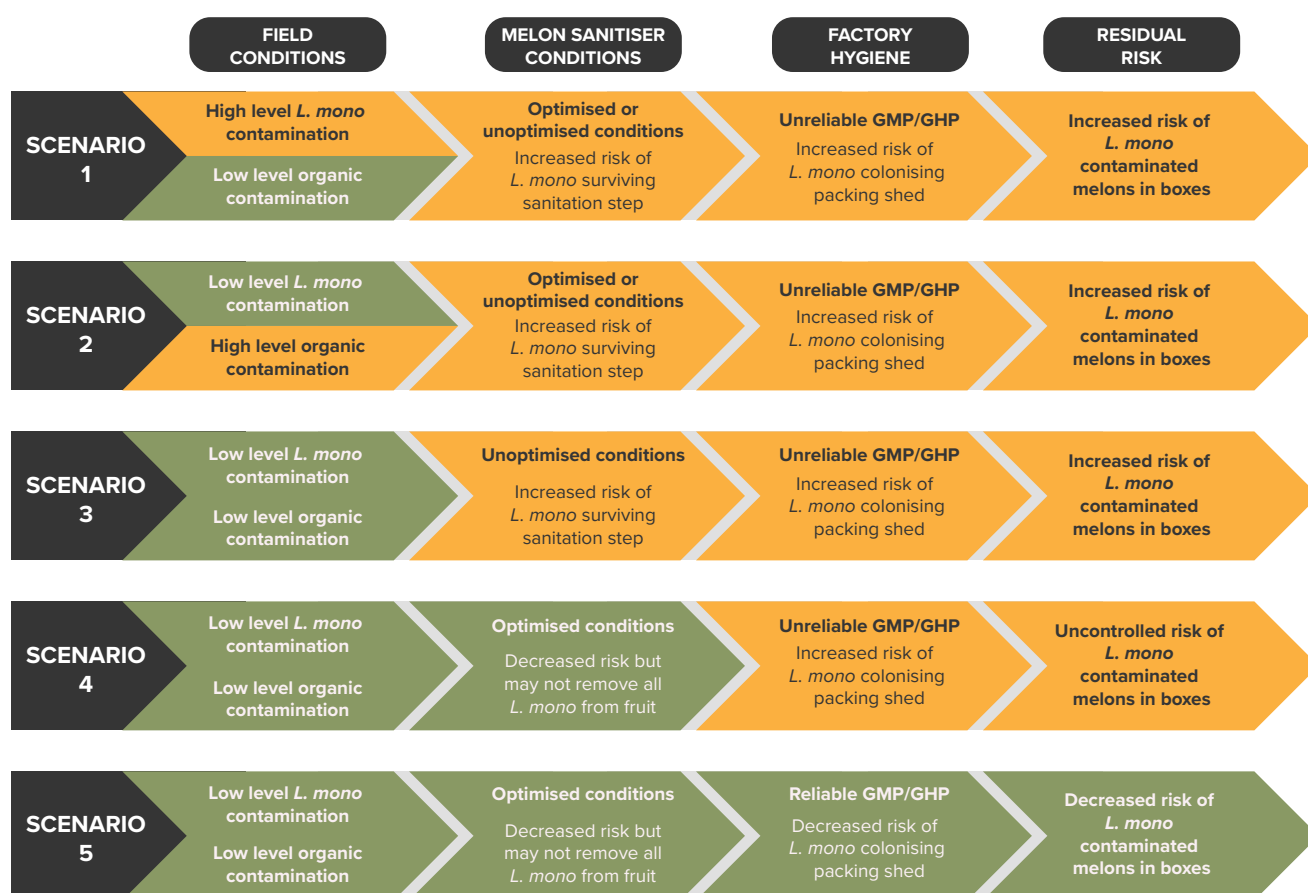 FIELD
CONDITIONS
MELON SANITISER
CONDITIONS
FACTORY
HYGIENE
RESIDUAL
RISK
SCENARIO
1
High level L. mono
contamination
Low level organic
contamination
Optimised or
unoptimised conditions
Increased risk of
L. mono surviving
sanitation step
Unreliable GMP/GHP
Increased risk of
L. mono colonising
packing shed
Increased risk of
L. mono
contaminated
melons in boxes
SCENARIO
2
Low level L. mono
contamination
High level organic
contamination
Optimised or
unoptimised conditions
Increased risk of
L. mono surviving
sanitation step
Unreliable GMP/GHP
Increased risk of
L. mono colonising
packing shed
Increased risk of
L. mono
contaminated
melons in boxes
SCENARIO
3
Low level L. mono
contamination
Low level organic
contamination
Unoptimised conditions
Increased risk of
L. mono surviving
sanitation step
Unreliable GMP/GHP
Increased risk of
L. mono colonising
packing shed
Increased risk of
L. mono
contaminated
melons in boxes
SCENARIO
4
Low level L. mono
contamination
Low level organic
contamination
Optimised conditions
Decreased risk but
may not remove all
L. mono from fruit
Unreliable GMP/GHP
Increased risk of
L. mono colonising
packing shed
Uncontrolled risk of
L. mono
contaminated
melons in boxes
SCENARIO
5
Low level L. mono
contamination
Low level organic
contamination
Optimised conditions
Decreased risk but
may not remove all
L. mono from fruit
Reliable GMP/GHP
Decreased risk of
L. mono colonising
packing shed
Decreased risk of
L. mono
contaminated
melons in boxes